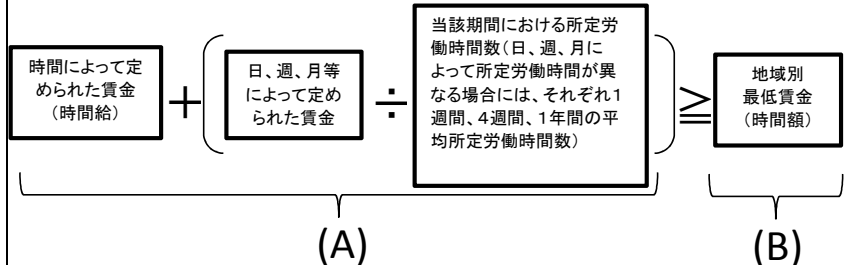 時間によって定
められた賃金
（時間給）
＋
日、週、月等
によって定め
られた賃金
÷
当該期間における所定労
働時間数（日、週、月に
よって所定労働時間が異
なる場合には、それぞれ１
週間、４週間、１年間の平
均所定労働時間数）
≧
地域別
最低賃金
（時間額）
(A)
(B)